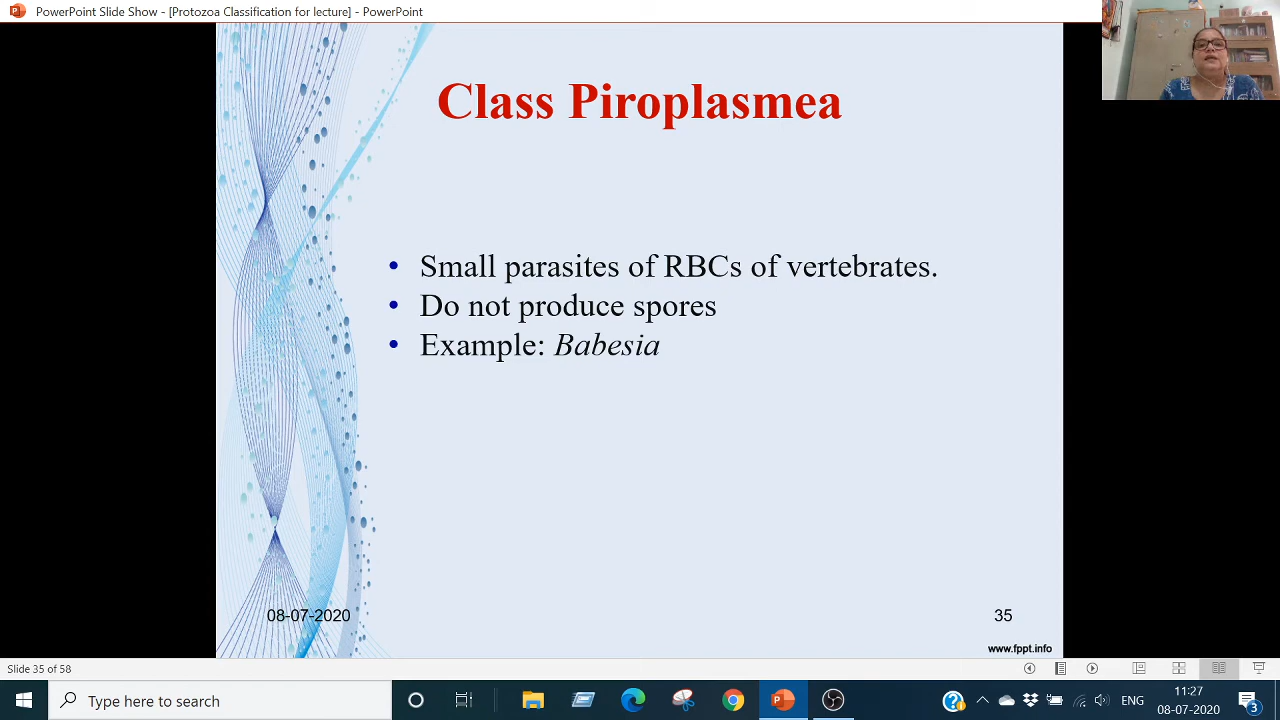 PowerPoint Slide Show - [Protozoa Classification for lecture] - PowerPoint
Class Piroplasmea
• Small parasites of RBCs of vertebrates.
• Do not produce spores
• Example: Babesia
08-07-2020
35
www.fppt.info
Slide 35 of 58
Type here to search
ENG
11:27
08-07-2020
3